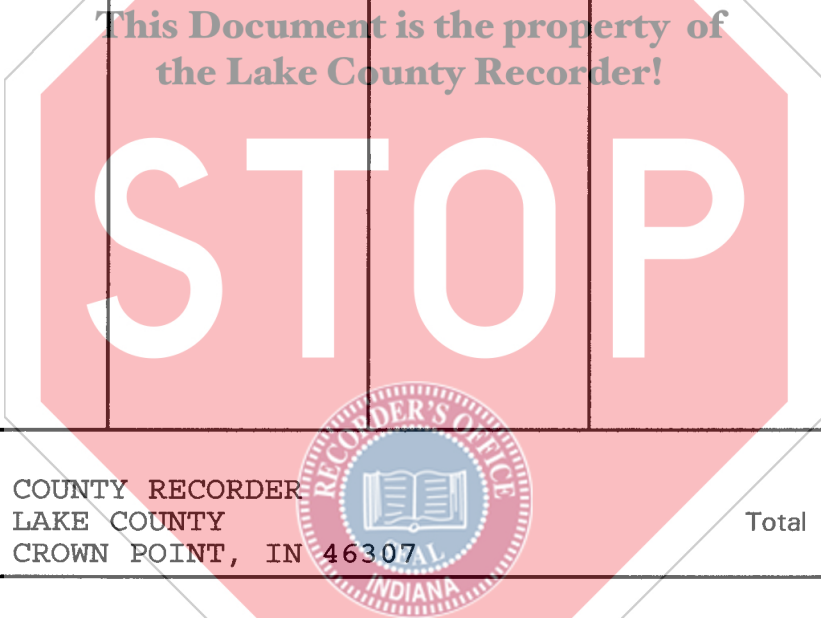 This Document is the property of
the Lake County Recorder!
STOP
RECORDER'S OFFICE
COUNTY RECORDER
LAKE COUNTY
Total
CROWN POINT, IN 46307
SEAL
INDIANA